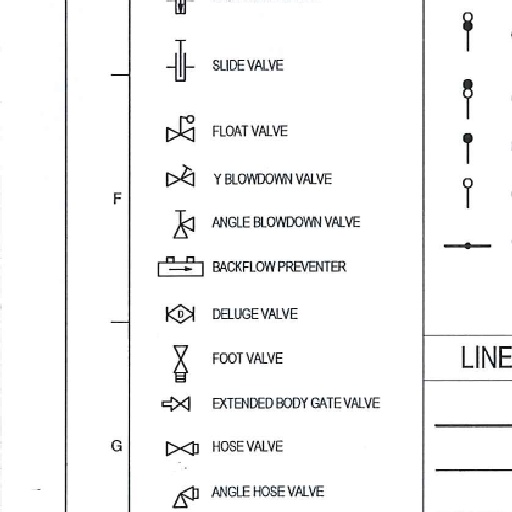 SLIDE VALVE
FLOAT VALVE
Y BLOWDOWN VALVE
F
ANGLE BLOWDOWN VALVE
BACKFLOW PREVENTER
DELUGE VALVE
FOOT VALVE
LINE
EXTENDED BODY GATE VALVE
G
HOSE VALVE
ANGLE HOSE VALVE